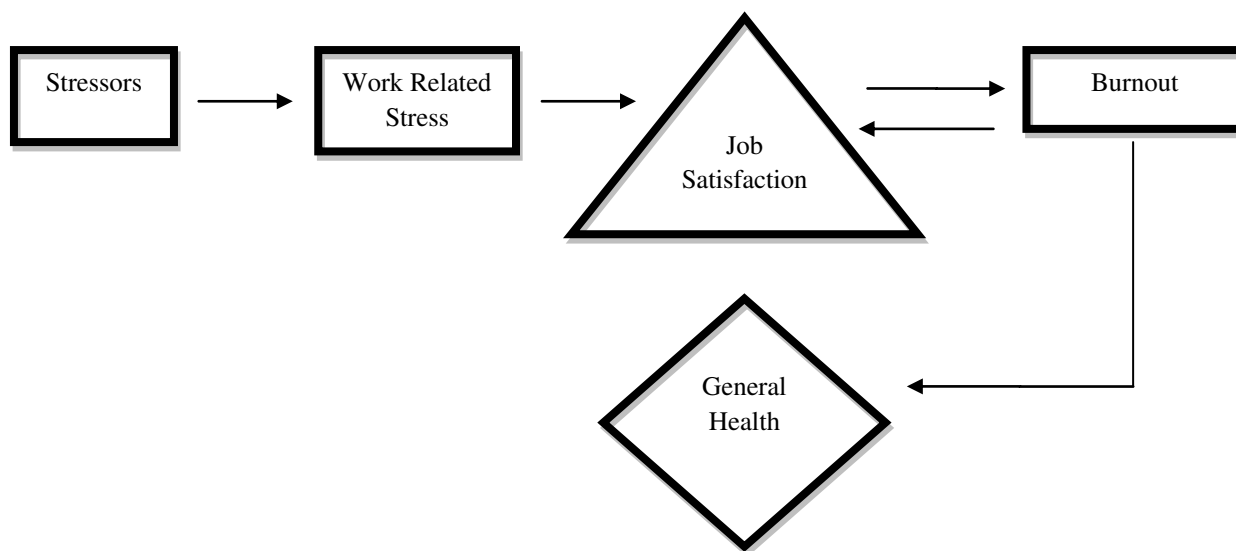 Stressors
Work Related
Stress
Job
Satisfaction
Burnout
General
Health